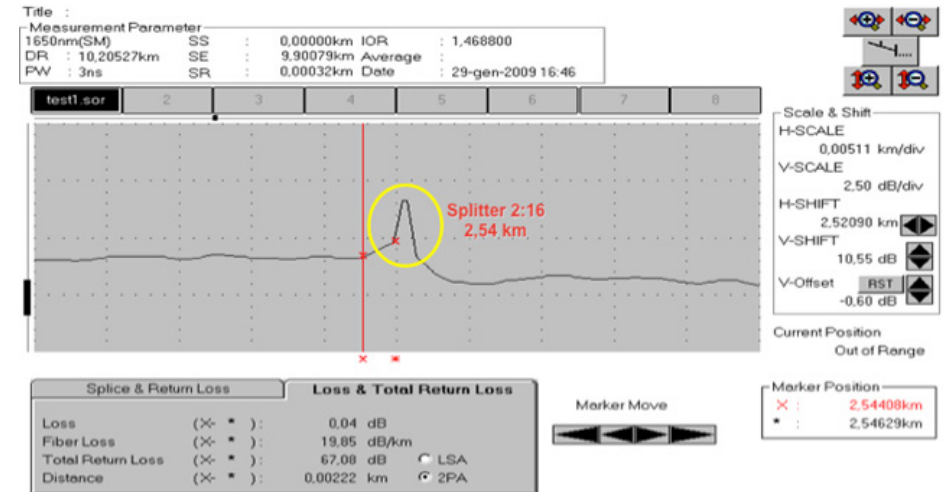 Title :
Measurement Parameter
1650nm(SM) SS : 0,00000km IOR : 1,468800
DR : 10,20527km SE : 9,90079km Average :
PW : 3ns SR : 0,00032km Date : 29-gen-2009 16:46
test1.sor 2 3 4 5 6 7 8
Splitter 2:16
2,54 km
Scale & Shift
H-SCALE
0,00511 km/div
V-SCALE
2,50 dB/div
H-SHIFT
2,52090 km
V-SHIFT
10,55 dB
V-Offset RST
-0,60 dB
Current Position
Out of Range
Splice & Return Loss Loss & Total Return Loss
Loss (X- * ): 0,04 dB
Fiber Loss (X- * ): 19,85 dB/km
Total Return Loss (X- * ): 67,08 dB LSA
Distance (X- * ): 0,00222 km 2PA
Marker Move
Marker Position
X : 2,54408km
* : 2,54629km